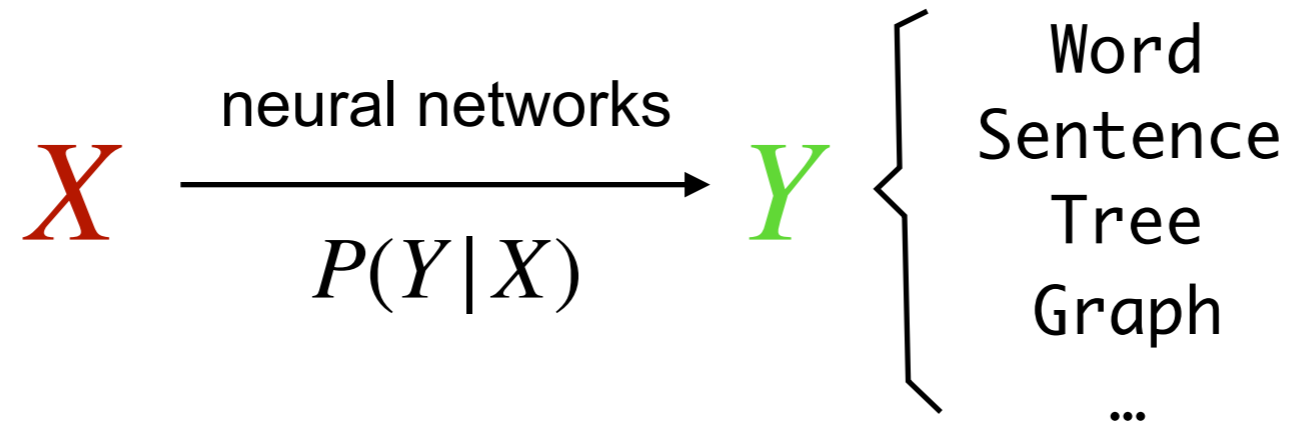 X
neural networks
P(Y|X)
Y
Word
Sentence
Tree
Graph
…